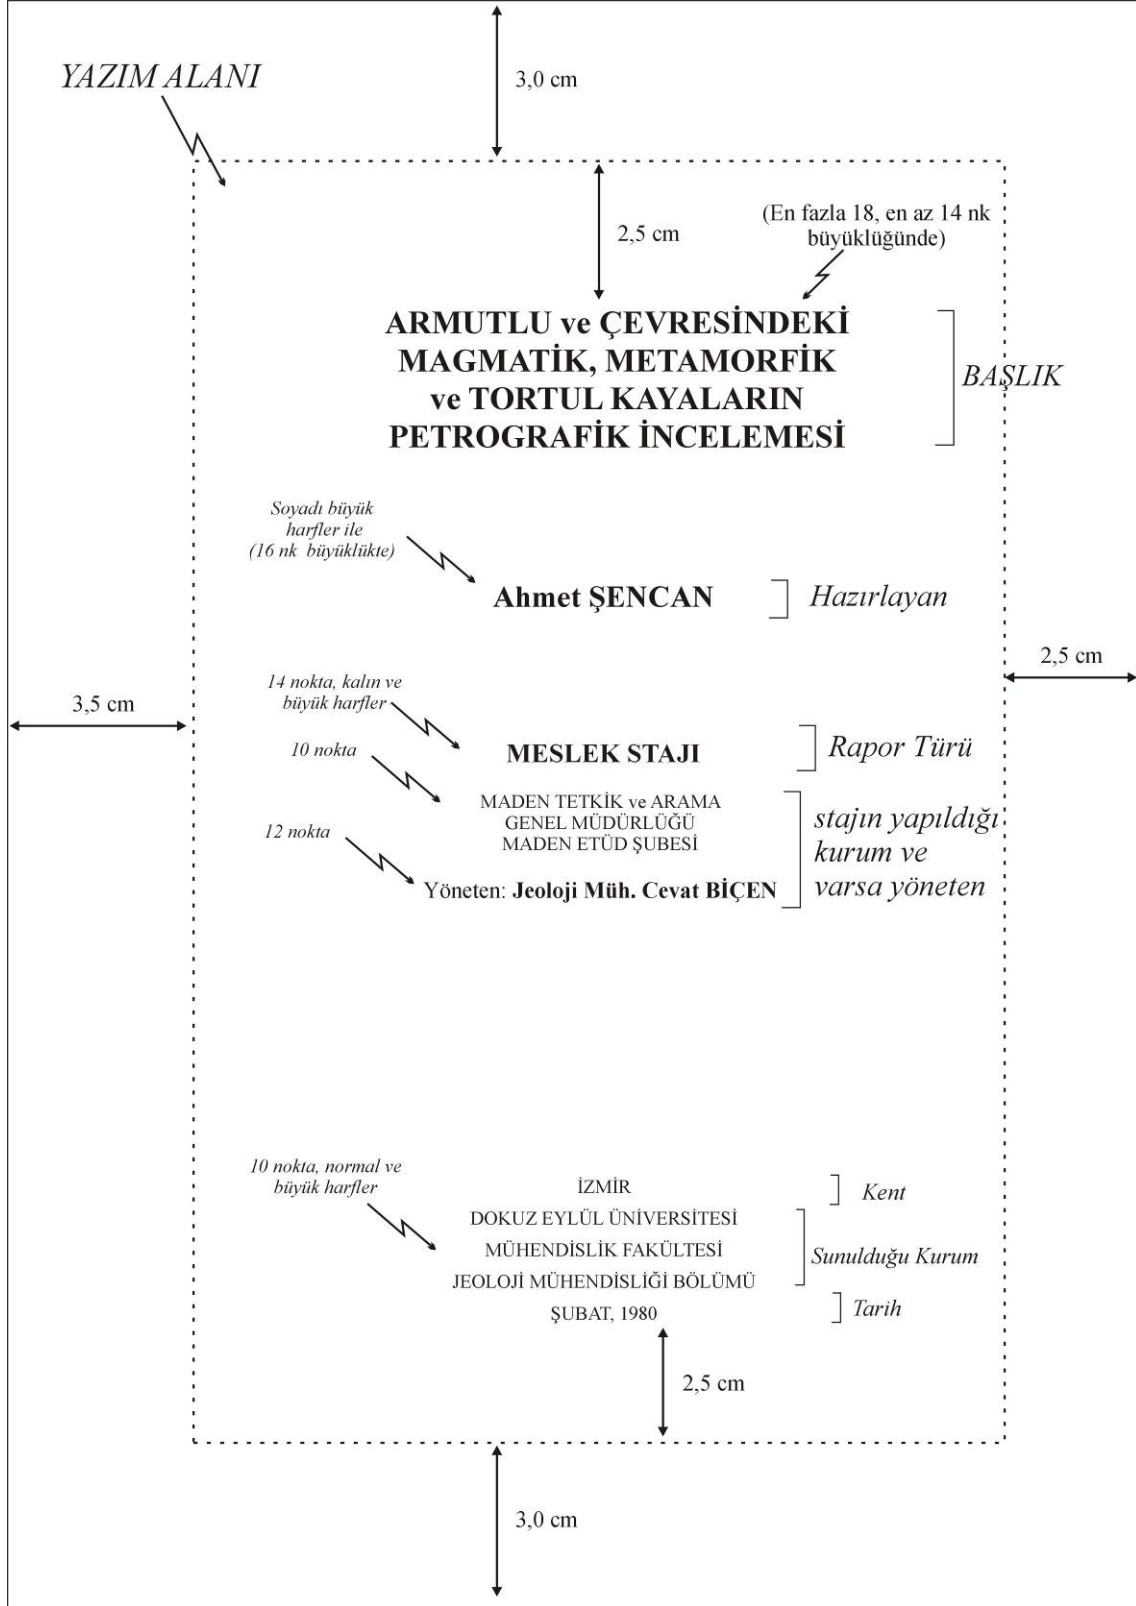 3,0 cm
YAZIM ALANI
2,5 cm
(En fazla 18, en az 14 nk
büyüklüğünde)
ARMUTLU ve ÇEVRESİNDEKİ
MAGMATİK, METAMORFİK
ve TORTUL KAYALARIN
PETROGRAFİK İNCELEMESİ
BAŞLIK
Soyadı büyük
harfler ile
(16 nk büyüklükte)
Ahmet ŞENCAN
Hazırlayan
2,5 cm
3,5 cm
14 nokta, kalın ve
büyük harfler
MESLEK STAJI
Rapor Türü
10 nokta
MADEN TETKİK ve ARAMA
GENEL MÜDÜRLÜĞÜ
MADEN ETÜD ŞUBESİ
12 nokta
Yöneten: Jeoloji Müh. Cevat BİÇEN
stajın yapıldığı
kurum ve
varsa yöneten
10 nokta, normal ve
büyük harfler
İZMİR
Kent
DOKUZ EYLÜL ÜNİVERSİTESİ
MÜHENDİSLİK FAKÜLTESİ
JEOLOJİ MÜHENDİSLİĞİ BÖLÜMÜ
Sunulduğu Kurum
ŞUBAT, 1980
Tarih
2,5 cm
3,0 cm